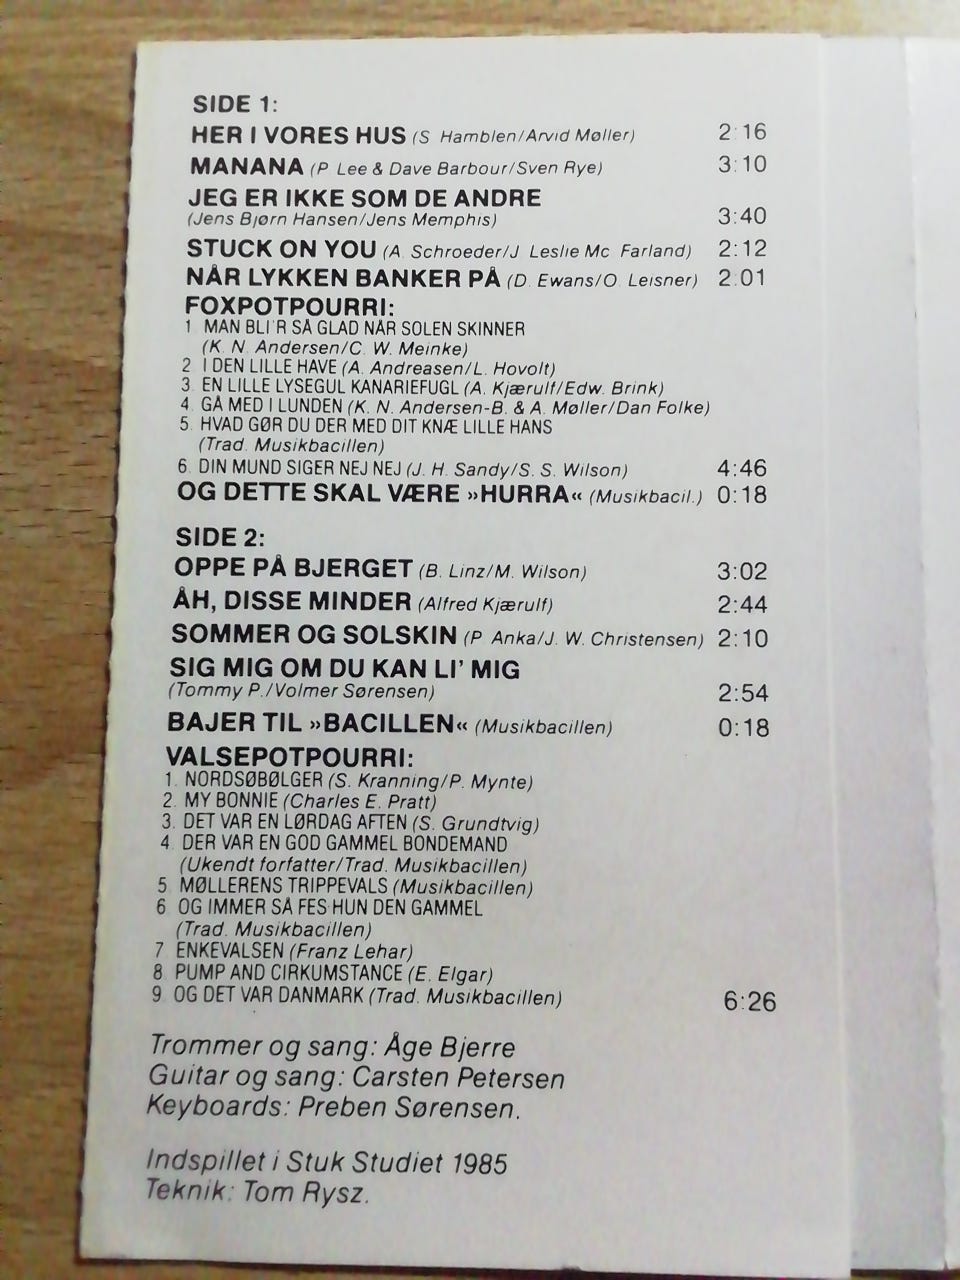 SIDE 1:
HER I VORES HUS (S. Hamblen/Arvid Møller) 2:16
MANANA (P. Lee & Dave Barbour/Sven Rye) 3:10
JEG ER IKKE SOM DE ANDRE
(Jens Bjørn Hansen/Jens Memphis) 3:40
STUCK ON YOU (A. Schroeder/J. Leslie Mc. Farland) 2:12
NÅR LYKKEN BANKER PÅ (D. Ewans/O. Leisner) 2:01
FOXPOTPOURRI:
1. MAN BLI'R SÅ GLAD NÅR SOLEN SKINNER
(K. N. Andersen/C. W. Meinke)
2. I DEN LILLE HAVE (A. Andreasen/L. Hovolt)
3. EN LILLE LYSEGUL KANARIEFUGL (A. Kjærulf/Edw. Brink)
4. GÅ MED I LUNDEN (K. N. Andersen-B. & A. Møller/Dan Folke)
5. HVAD GØR DU DER MED DIT KNÆ LILLE HANS
(Trad. Musikbacillen)
6. DIN MUND SIGER NEJ NEJ (J. H. Sandy/S. S. Wilson) 4:46
OG DETTE SKAL VÆRE »HURRA« (Musikbacil.) 0:18
SIDE 2:
OPPE PÅ BJERGET (B. Linz/M. Wilson) 3:02
ÅH, DISSE MINDER (Alfred Kjærulf) 2:44
SOMMER OG SOLSKIN (P. Anka/J. W. Christensen) 2:10
SIG MIG OM DU KAN LI' MIG
(Tommy P./Volmer Sørensen) 2:54
BAJER TIL »BACILLEN« (Musikbacillen) 0:18
VALSEPOTPOURRI:
1. NORDSØBØLGER (S. Kranning/P. Mynte)
2. MY BONNIE (Charles E. Pratt)
3. DET VAR EN LØRDAG AFTEN (S. Grundtvig)
4. DER VAR EN GOD GAMMEL BONDEMAND
(Ukendt forfatter/Trad. Musikbacillen)
5. MØLLERENS TRIPPEVALS (Musikbacillen)
6. OG IMMER SÅ FES HUN DEN GAMMEL
(Trad. Musikbacillen)
7. ENKEVALSEN (Franz Lehar)
8. PUMP AND CIRKUMSTANCE (E. Elgar)
9. OG DET VAR DANMARK (Trad. Musikbacillen) 6:26
Trommer og sang: Åge Bjerre
Guitar og sang: Carsten Petersen
Keyboards: Preben Sørensen.
Indspillet i Stuk Studiet 1985
Teknik: Tom Rysz.